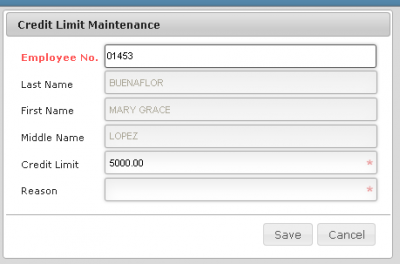 Credit Limit Maintenance
Employee No. 01453
Last Name BUENAFLOR
First Name MARY GRACE
Middle Name LOPEZ
Credit Limit 5000.00 *
Reason *
Save Cancel